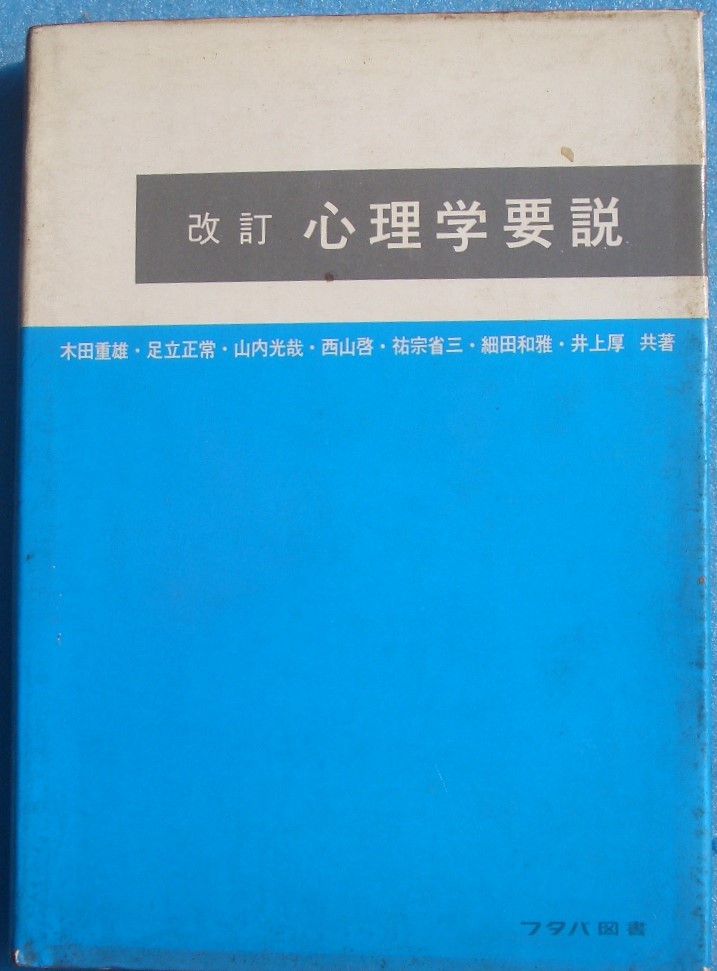 改訂 心理学要説
木田重雄・足立正常・山内光哉・西山啓・祐宗省三・細田和雅・井上厚 共著
フタバ図書